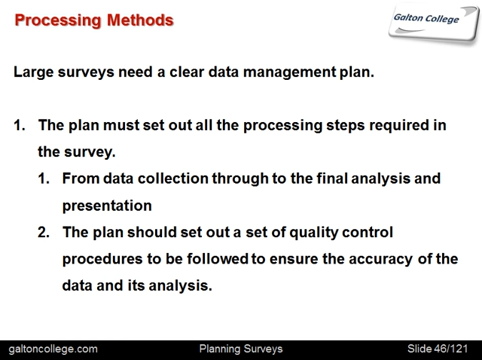 Processing Methods
Galton College
Large surveys need a clear data management plan.
1. The plan must set out all the processing steps required in
the survey.
1. From data collection through to the final analysis and
presentation
2. The plan should set out a set of quality control
procedures to be followed to ensure the accuracy of the
data and its analysis.
galtoncollege.com Planning Surveys Slide 46/121